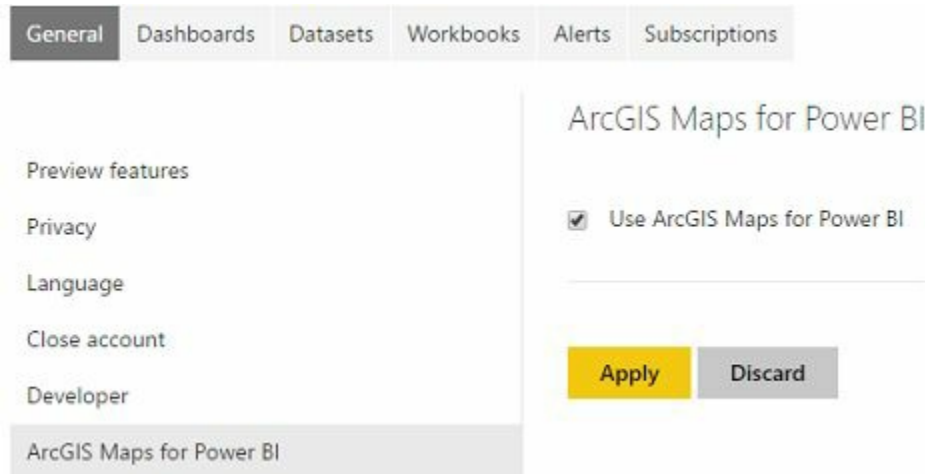 General Dashboards Datasets Workbooks Alerts Subscriptions
ArcGIS Maps for Power BI
Preview features
Use ArcGIS Maps for Power BI
Privacy
Language
Close account
Apply Discard
Developer
ArcGIS Maps for Power BI